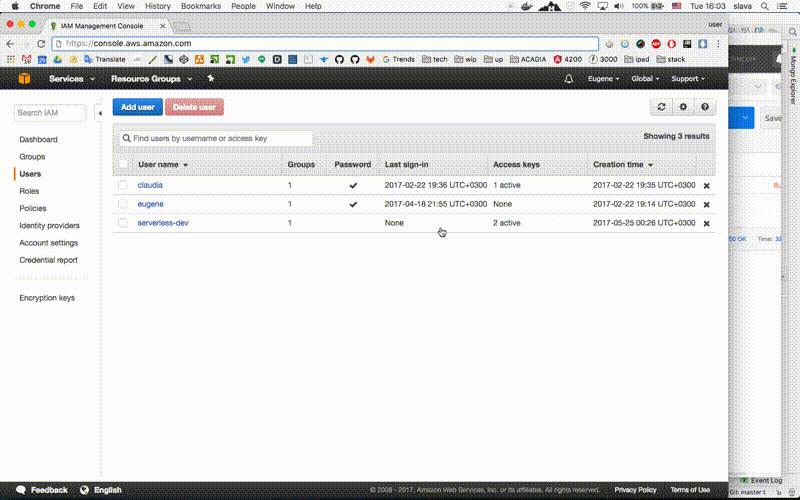 Chrome File Edit View History Bookmarks People Window Help 100% Tue 16:03 slava
IAM Management Console
user
https://console.aws.amazon.com
Translate G Trends tech wip up ACADIA 4200 3000 ipad stack
Services Resource Groups Eugene Global Support
Search IAM
Dashboard
Groups
Users
Roles
Policies
Identity providers
Account settings
Credential report
Encryption keys
Add user Delete user
Find users by username or access key
Showing 3 results
User name Groups Password Last sign-in Access keys Creation time
claudia 1 2017-02-22 19:36 UTC+0300 1 active 2017-02-22 19:35 UTC+0300
eugene 1 2017-04-18 21:55 UTC+0300 None 2017-02-22 19:14 UTC+0300
serverless-dev 1 None 2 active 2017-05-25 00:26 UTC+0300
Mongo Explorer
Save
200 OK Time: 32
Event Log
Git: master
Feedback English © 2008 - 2017, Amazon Web Services, Inc. or its affiliates. All rights reserved. Privacy Policy Terms of Use